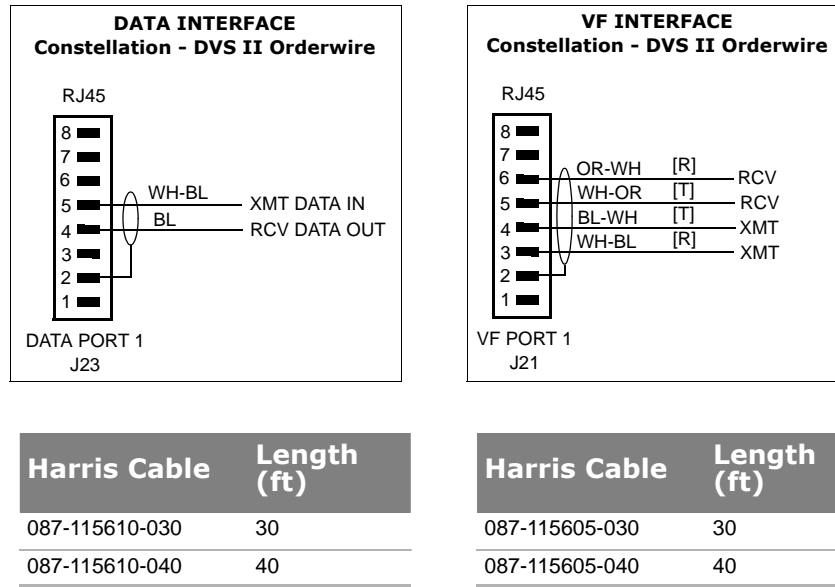 DATA INTERFACE
Constellation - DVS II Orderwire
RJ45
8
7
6
5 WH-BL XMT DATA IN
4 BL RCV DATA OUT
3
2
1
DATA PORT 1
J23
VF INTERFACE
Constellation - DVS II Orderwire
RJ45
8
7
6 OR-WH [R] RCV
5 WH-OR [T] RCV
4 BL-WH [T] XMT
3 WH-BL [R] XMT
2
1
VF PORT 1
J21
Harris Cable Length (ft)
087-115610-030 30
087-115610-040 40
Harris Cable Length (ft)
087-115605-030 30
087-115605-040 40